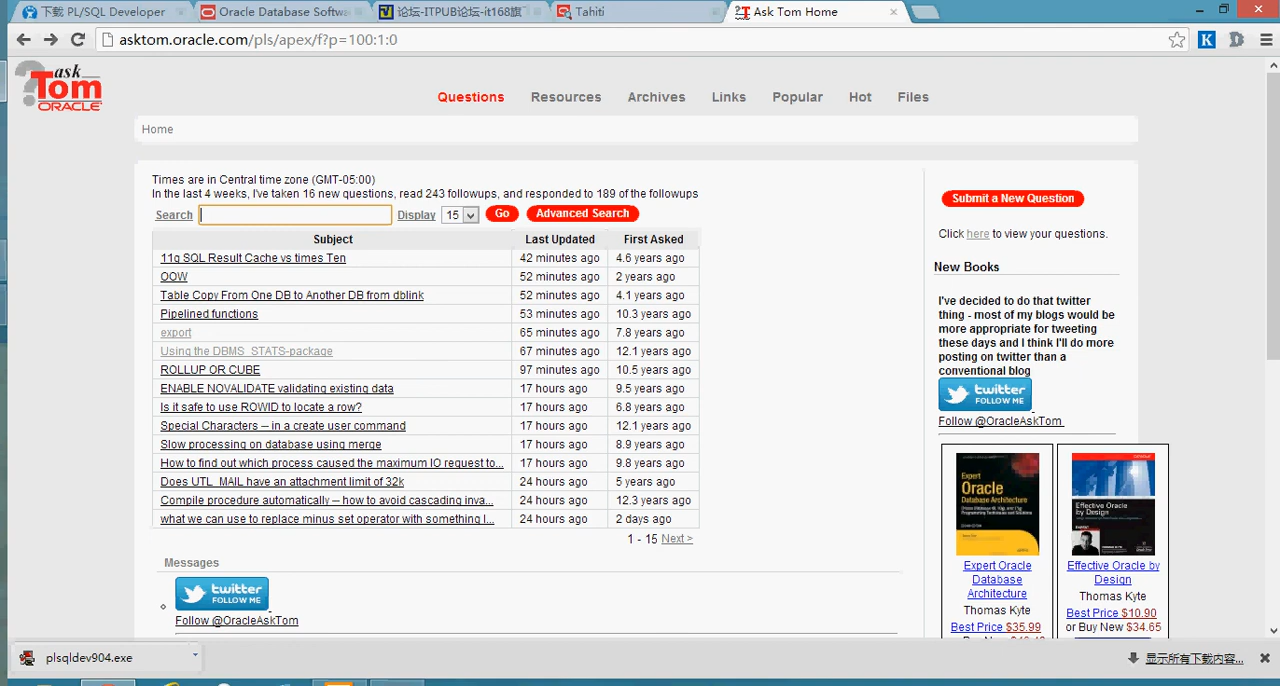 下载 PL/SQL Developer
Oracle Database Softwa
论坛-ITPUB论坛-it168旗下
Tahiti
Ask Tom Home
asktom.oracle.com/pls/apex/f?p=100:1:0
K
ask
Tom
ORACLE
Questions Resources Archives Links Popular Hot Files
Home
Times are in Central time zone (GMT-05:00)
In the last 4 weeks, I've taken 16 new questions, read 243 followups, and responded to 189 of the followups
Search Display 15 Go Advanced Search
Subject Last Updated First Asked
11g SQL Result Cache vs times Ten 42 minutes ago 4.6 years ago
OOW 52 minutes ago 2 years ago
Table Copy From One DB to Another DB from dblink 52 minutes ago 4.1 years ago
Pipelined functions 53 minutes ago 10.3 years ago
export 65 minutes ago 7.8 years ago
Using the DBMS_STATS-package 67 minutes ago 12.1 years ago
ROLLUP OR CUBE 97 minutes ago 10.5 years ago
ENABLE NOVALIDATE validating existing data 17 hours ago 9.5 years ago
Is it safe to use ROWID to locate a row? 17 hours ago 6.8 years ago
Special Characters -- in create user command 17 hours ago 12.1 years ago
Slow processing on database using merge 17 hours ago 8.9 years ago
How to find out which process caused the maximum IO request to... 17 hours ago 9.8 years ago
Does UTL_MAIL have an attachment limit of 32k 24 hours ago 5 years ago
Compile procedure automatically -- how to avoid cascading inva... 24 hours ago 12.3 years ago
what we can use to replace minus set operator with something l... 24 hours ago 2 days ago
1 - 15 Next >
Messages
twitter
FOLLOW ME
Follow @OracleAskTom
Submit a New Question
Click here to view your questions.
New Books
I've decided to do that twitter
thing - most of my blogs would be
more appropriate for tweeting
these days and I think I'll do more
posting on twitter than a
conventional blog
twitter
FOLLOW ME
Follow @OracleAskTom
Expert
Oracle
Database Architecture
Expert Oracle
Database
Architecture
Thomas Kyte
Best Price $35.99
Effective Oracle
by Design
Effective Oracle by
Design
Thomas Kyte
Best Price $10.90
or Buy New $34.65
plsqldev904.exe
显示所有下载内容...